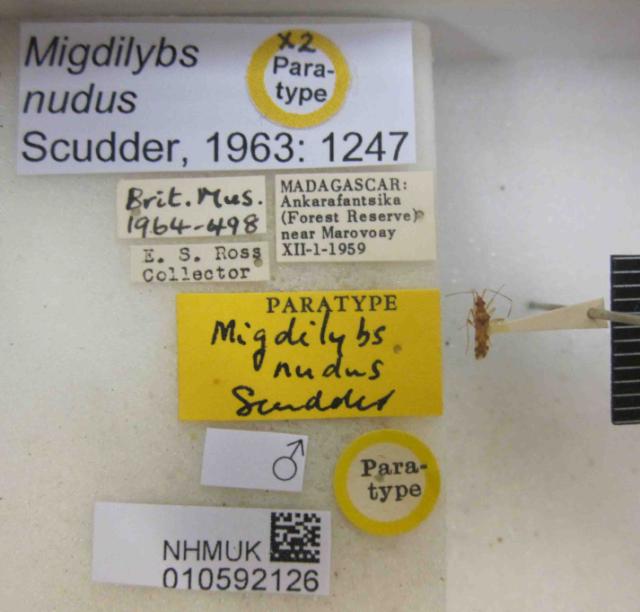 Migdilybs
nudus
Scudder, 1963: 1247
X2
Para-
type
Brit. Mus.
1964-498
MADAGASCAR:
Ankarafantsika
(Forest Reserve)
near Marovoay
XII-1-1959
E. S. Ross
Collector
PARATYPE
Migdilybs
nudus
Scudder
♂
Para-
type
NHMUK
010592126